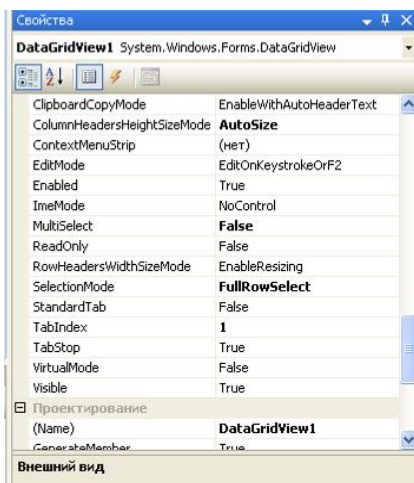 Свойства
DataGridView1 System.Windows.Forms.DataGridView
ClipboardCopyMode EnableWithAutoHeaderText
ColumnHeadersHeightSizeMode AutoSize
ContextMenuStrip (нет)
EditMode EditOnKeystrokeOrF2
Enabled True
ImeMode NoControl
MultiSelect False
ReadOnly False
RowHeadersWidthSizeMode EnableResizing
SelectionMode FullRowSelect
StandardTab False
TabIndex 1
TabStop True
VirtualMode False
Visible True
Проектирование
(Name) DataGridView1
GenerateMember True
Внешний вид